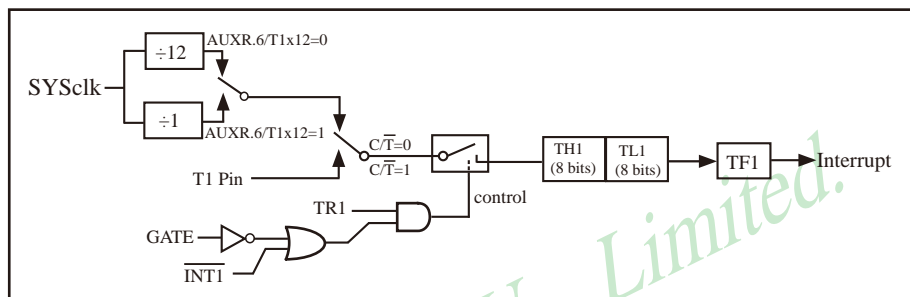 AUXR.6/T1x12=0
÷12
SYSclk
÷1
AUXR.6/T1x12=1
C/T̅=0
C/T̅=1
T1 Pin
TH1
(8 bits)
TL1
(8 bits)
TF1
Interrupt
control
TR1
GATE
I̅N̅T̅1̅
Limited.